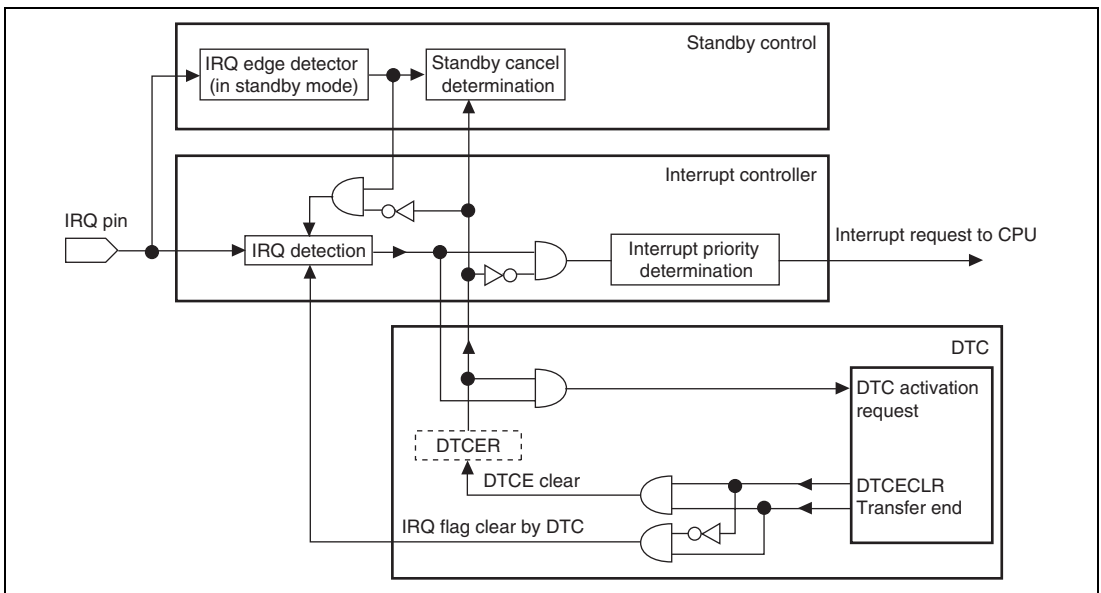 Standby control
IRQ edge detector
(in standby mode)
Standby cancel
determination
Interrupt controller
IRQ pin
IRQ detection
Interrupt priority
determination
Interrupt request to CPU
DTC
DTC activation
request
DTCER
DTCE clear
DTCECLR
Transfer end
IRQ flag clear by DTC